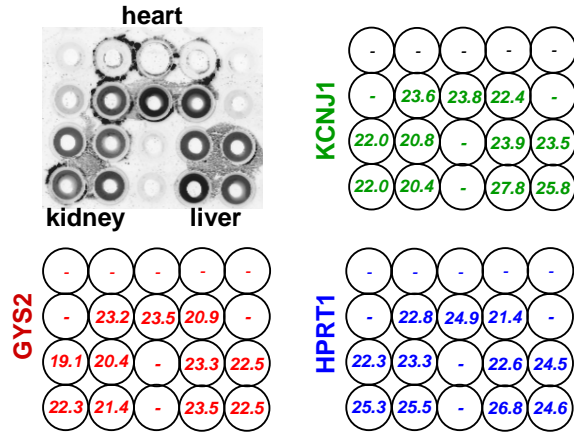 heart
kidney liver
KCNJ1
- - - - -
- 23.6 23.8 22.4 -
22.0 20.8 - 23.9 23.5
22.0 20.4 - 27.8 25.8
GYS2
- - - - -
- 23.2 23.5 20.9 -
19.1 20.4 - 23.3 22.5
22.3 21.4 - 23.5 22.5
HPRT1
- - - - -
- 22.8 24.9 21.4 -
22.3 23.3 - 22.6 24.5
25.3 25.5 - 26.8 24.6